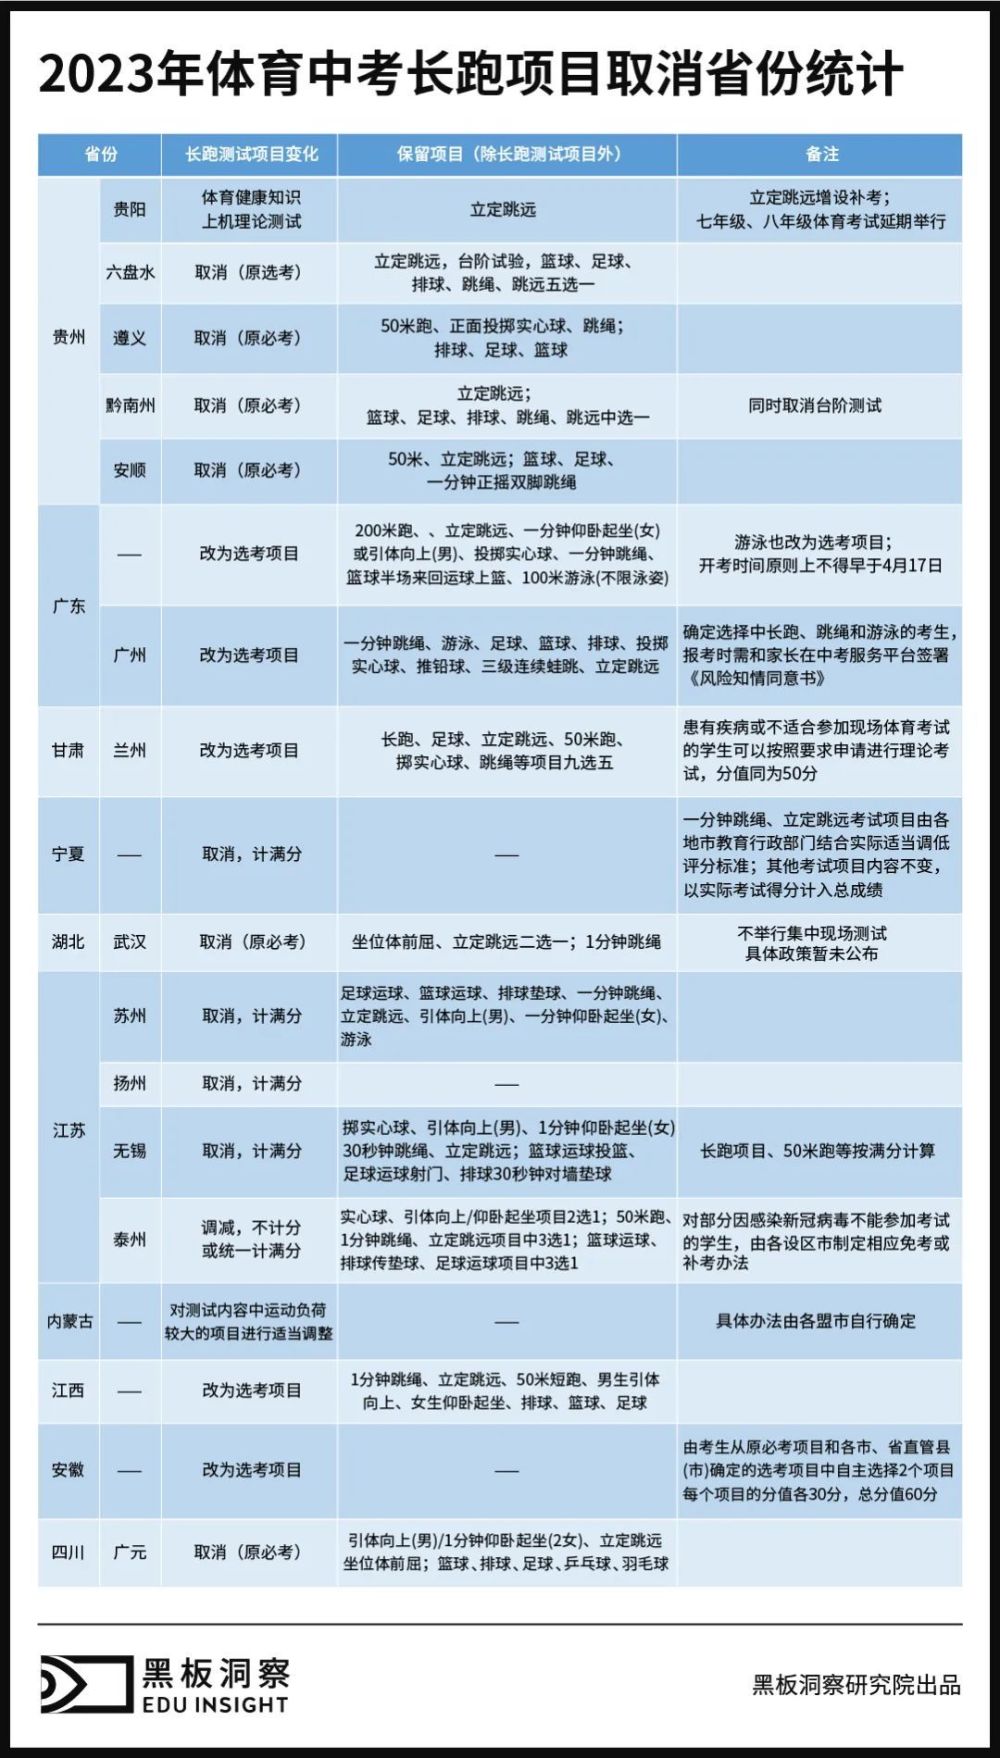 2023年体育中考长跑项目取消省份统计
省份 长跑测试项目变化 保留项目（除长跑测试项目外） 备注
贵州
贵阳
体育健康知识
上机理论测试
立定跳远
立定跳远增设补考；
七年级、八年级体育考试延期举行
六盘水
取消（原选考）
立定跳远，台阶试验，篮球、足球、
排球、跳绳、跳远五选一
遵义
取消（原必考）
50米跑、正面投掷实心球、跳绳；
排球、足球、篮球
黔南州
取消（原必考）
立定跳远；
篮球、足球、排球、跳绳、跳远中选一
同时取消台阶测试
安顺
取消（原必考）
50米、立定跳远；篮球、足球、
一分钟正摇双脚跳绳
广东
——
改为选考项目
200米跑、、立定跳远、一分钟仰卧起坐(女)
或引体向上(男)、投掷实心球、一分钟跳绳、
篮球半场来回运球上篮、100米游泳(不限泳姿)
游泳也改为选考项目；
开考时间原则上不得早于4月17日
广州
改为选考项目
一分钟跳绳、游泳、足球、篮球、排球、投掷
实心球、推铅球、三级连续蛙跳、立定跳远
确定选择中长跑、跳绳和游泳的考生，
报考时需和家长在中考服务平台签署
《风险知情同意书》
甘肃
兰州
改为选考项目
长跑、足球、立定跳远、50米跑、
掷实心球、跳绳等项目九选五
患有疾病或不适合参加现场体育考试
的学生可以按照要求申请进行理论考
试，分值同为50分
宁夏
——
取消，计满分
——
一分钟跳绳、立定跳远考试项目由各
地市教育行政部门结合实际适当调低
评分标准；其他考试项目内容不变，
以实际考试得分计入总成绩
湖北
武汉
取消（原必考）
坐位体前屈、立定跳远二选一；1分钟跳绳
不举行集中现场测试
具体政策暂未公布
江苏
苏州
取消，计满分
足球运球、篮球运球、排球垫球、一分钟跳绳、
立定跳远、引体向上(男)、一分钟仰卧起坐(女)、
游泳
扬州
取消，计满分
——
无锡
取消，计满分
掷实心球、引体向上(男)、1分钟仰卧起坐(女)
30秒钟跳绳、立定跳远；篮球运球投篮、
足球运球射门、排球30秒钟对墙垫球
长跑项目、50米跑等按满分计算
泰州
调减，不计分
或统一计满分
实心球、引体向上/仰卧起坐项目2选1；50米跑、
1分钟跳绳、立定跳远项目中3选1；篮球运球、
排球传垫球、足球运球项目中3选1
对部分因感染新冠病毒不能参加考试
的学生，由各设区市制定相应免考或
补考办法
内蒙古
——
对测试内容中运动负荷
较大的项目进行适当调整
——
具体办法由各盟市自行确定
江西
——
改为选考项目
1分钟跳绳、立定跳远、50米短跑、男生引体
向上、女生仰卧起坐、排球、篮球、足球
安徽
——
改为选考项目
——
由考生从原必考项目和各市、省直管县
(市)确定的选考项目中自主选择2个项目
每个项目的分值各30分，总分值60分
四川
广元
取消（原必考）
引体向上(男)/1分钟仰卧起坐(2女)、立定跳远
坐位体前屈；篮球、排球、足球、乒乓球、羽毛球
黑板洞察
EDU INSIGHT
黑板洞察研究院出品